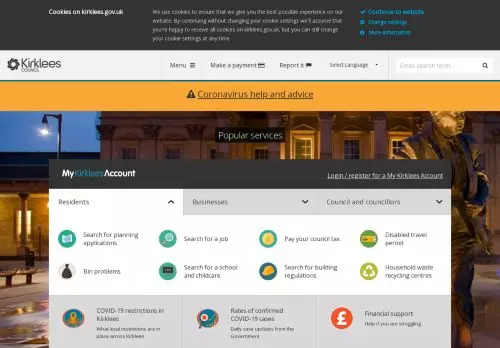 Cookies on kirklees.gov.uk
We use cookies to ensure that we give you the best possible experience on our
website. By continuing without changing your cookie settings we'll assume that
you're happy to receive all cookies on kirklees.gov.uk, but you can still change
your cookie settings at any time.
Continue to website
Change settings
More information
Kirklees
COUNCIL
Menu
Make a payment
Report it
Select Language
Enter search term...
Coronavirus help and advice
Popular services
MyKirkleesAccount
Login / register for a My Kirklees Account
Residents
Businesses
Council and councillors
Search for planning
applications
Search for a job
Pay your council tax
Disabled travel
permit
Bin problems
Search for a school
and childcare
Search for building
regulations
Household waste
recycling centres
COVID-19 restrictions in
Kirklees
What local restrictions are in
place across Kirklees
Rates of confirmed
COVID-19 cases
Daily case updates from the
Government
Financial support
Help if you are struggling